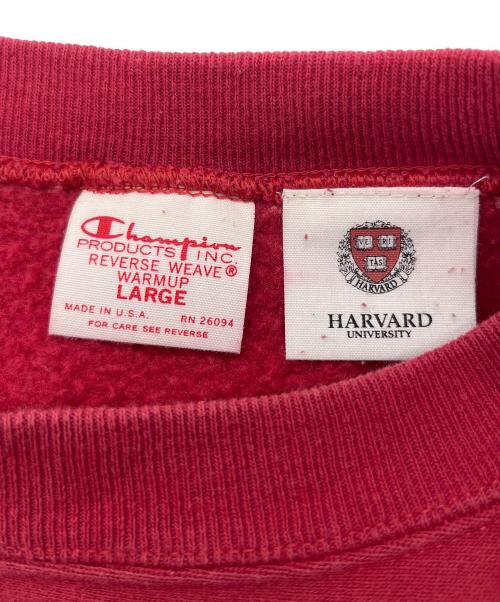 Champion
PRODUCTS INC.
REVERSE WEAVE®
WARMUP
LARGE
MADE IN U.S.A. RN 26094
FOR CARE SEE REVERSE
VE RI
TAS
HARVARD
HARVARD
UNIVERSITY